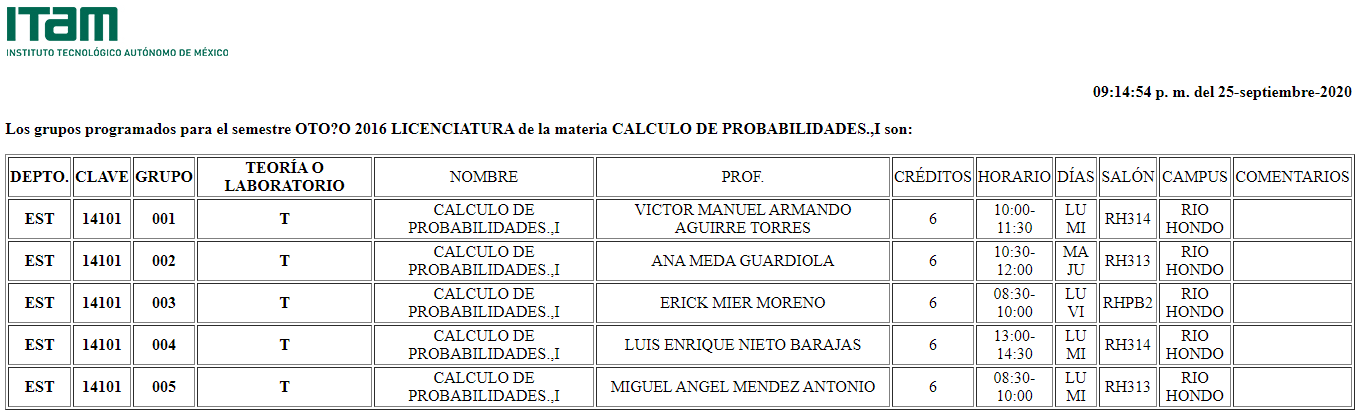 ITAM
INSTITUTO TECNOLÓGICO AUTÓNOMO DE MÉXICO
09:14:54 p. m. del 25-septiembre-2020
Los grupos programados para el semestre OTO?O 2016 LICENCIATURA de la materia CALCULO DE PROBABILIDADES.,I son:
DEPTO. CLAVE GRUPO TEORÍA O LABORATORIO NOMBRE PROF. CRÉDITOS HORARIO DÍAS SALÓN CAMPUS COMENTARIOS
EST 14101 001 T CALCULO DE PROBABILIDADES.,I VICTOR MANUEL ARMANDO AGUIRRE TORRES 6 10:00-11:30 LU MI RH314 RIO HONDO
EST 14101 002 T CALCULO DE PROBABILIDADES.,I ANA MEDA GUARDIOLA 6 10:30-12:00 MA JU RH313 RIO HONDO
EST 14101 003 T CALCULO DE PROBABILIDADES.,I ERICK MIER MORENO 6 08:30-10:00 LU VI RHPB2 RIO HONDO
EST 14101 004 T CALCULO DE PROBABILIDADES.,I LUIS ENRIQUE NIETO BARAJAS 6 13:00-14:30 LU MI RH314 RIO HONDO
EST 14101 005 T CALCULO DE PROBABILIDADES.,I MIGUEL ANGEL MENDEZ ANTONIO 6 08:30-10:00 LU MI RH313 RIO HONDO